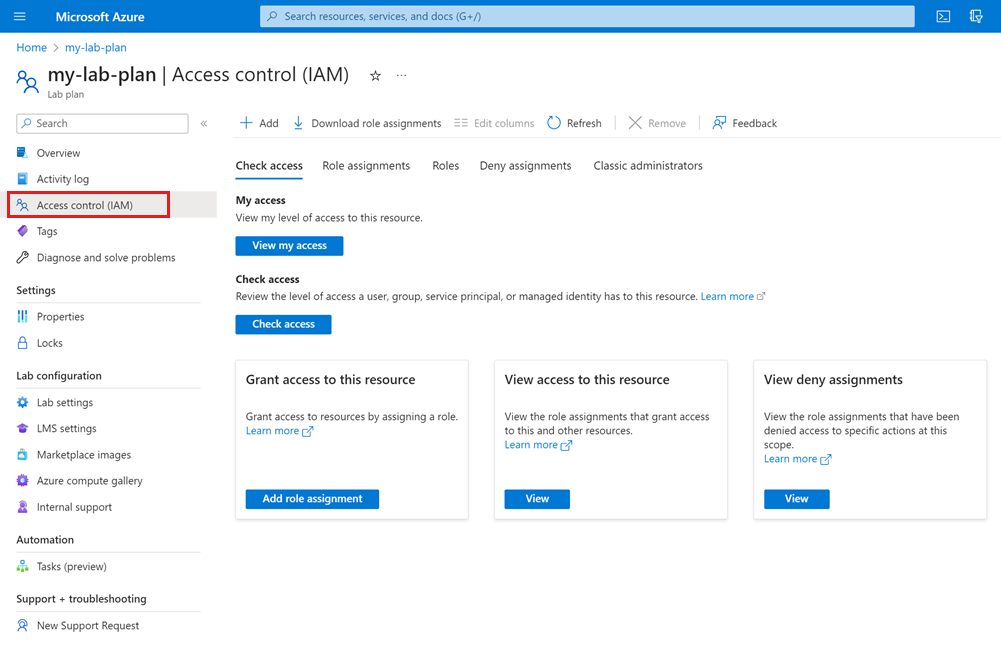 Microsoft Azure
Search resources, services, and docs (G+/)
Home > my-lab-plan
my-lab-plan | Access control (IAM) ☆ ...
Lab plan
Search «
Overview
Activity log
Access control (IAM)
Tags
Diagnose and solve problems
Settings
Properties
Locks
Lab configuration
Lab settings
LMS settings
Marketplace images
Azure compute gallery
Internal support
Automation
Tasks (preview)
Support + troubleshooting
New Support Request
Add Download role assignments Edit columns Refresh Remove Feedback
Check access Role assignments Roles Deny assignments Classic administrators
My access
View my level of access to this resource.
View my access
Check access
Review the level of access a user, group, service principal, or managed identity has to this resource. Learn more
Check access
Grant access to this resource
Grant access to resources by assigning a role.
Learn more
Add role assignment
View access to this resource
View the role assignments that grant access
to this and other resources.
Learn more
View
View deny assignments
View the role assignments that have been
denied access to specific actions at this
scope.
Learn more
View